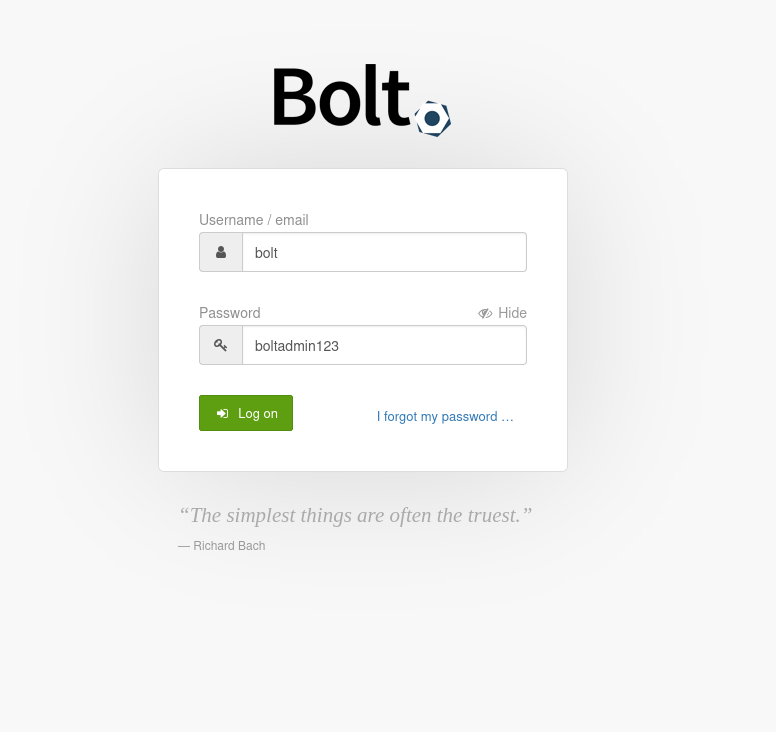 Bolt
Username / email
bolt
Password Hide
boltadmin123
Log on I forgot my password …
“The simplest things are often the truest.”
— Richard Bach